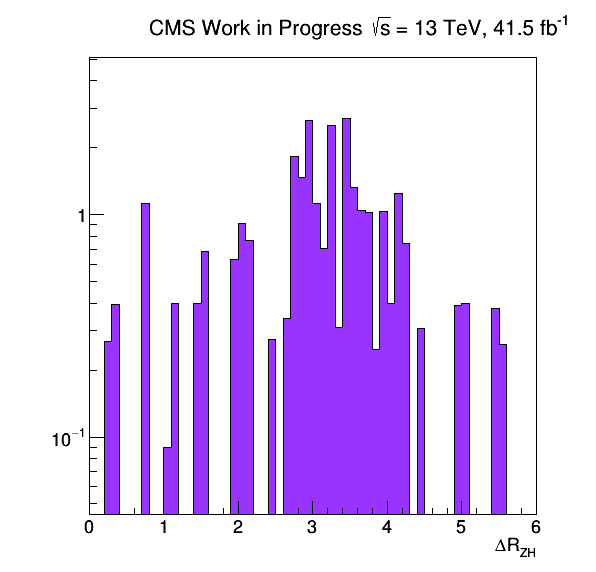 CMS Work in Progress √s = 13 TeV, 41.5 fb⁻¹
1
10⁻¹
0 1 2 3 4 5 6
ΔR_ZH